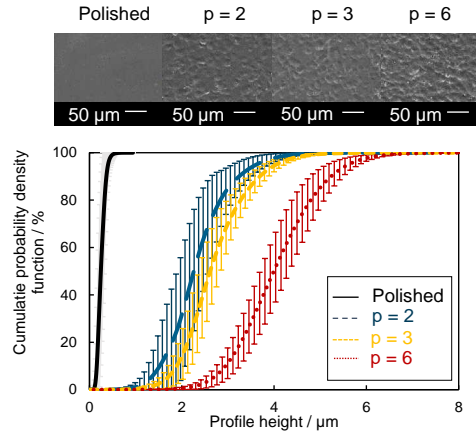 Polished p = 2 p = 3 p = 6
50 µm 50 µm 50 µm 50 µm
Cumulatie probability density
function / %
100
80
60
40
20
0
Polished
p = 2
p = 3
p = 6
0 2 4 6 8
Profile height / µm